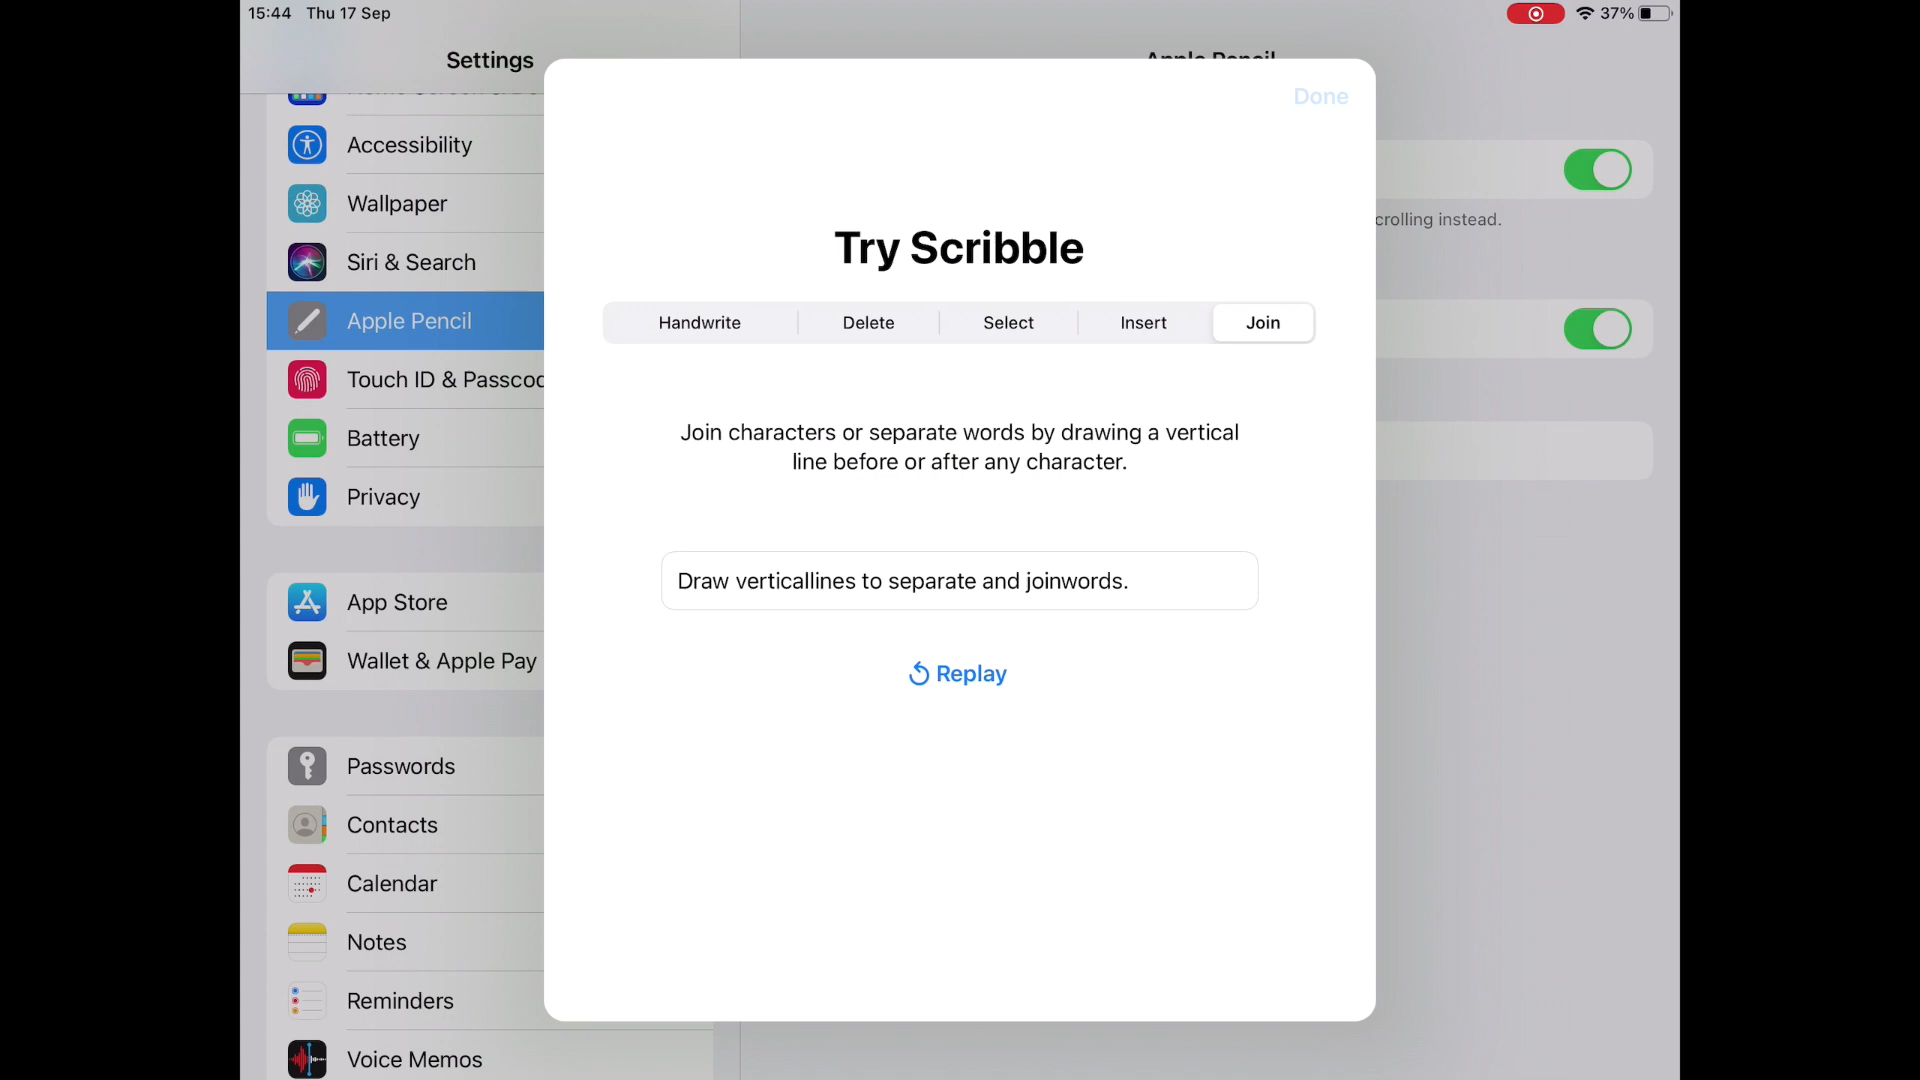 15:44 Thu 17 Sep
37%
Settings
Apple Pencil
Accessibility
Wallpaper
Siri & Search
Apple Pencil
Touch ID & Passcod
Battery
Privacy
App Store
Wallet & Apple Pay
Passwords
Contacts
Calendar
Notes
Reminders
Voice Memos
Done
Try Scribble
Handwrite Delete Select Insert Join
Join characters or separate words by drawing a vertical
line before or after any character.
Draw verticallines to separate and joinwords.
Replay
crolling instead.